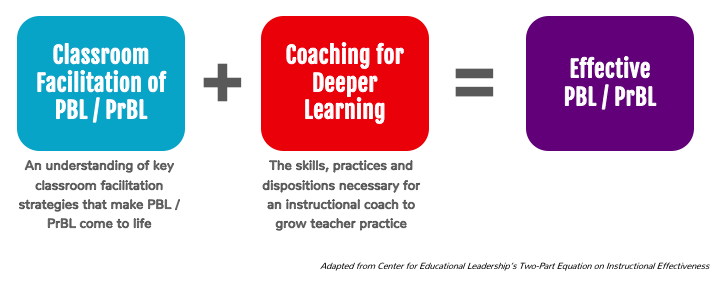 Classroom
Facilitation of
PBL / PrBL
+
Coaching for
Deeper
Learning
=
Effective
PBL / PrBL
An understanding of key
classroom facilitation
strategies that make PBL /
PrBL come to life
The skills, practices and
dispositions necessary for
an instructional coach to
grow teacher practice
Adapted from Center for Educational Leadership's Two-Part Equation on Instructional Effectiveness